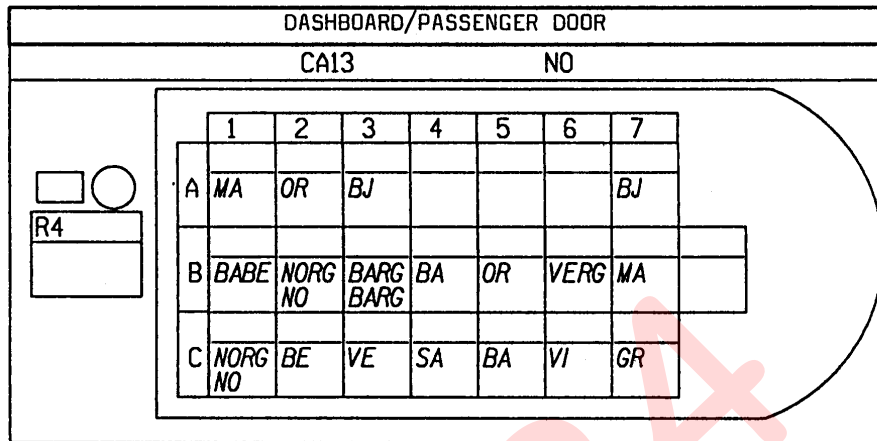 DASHBOARD/PASSENGER DOOR
CA13 NO
1 2 3 4 5 6 7
A MA OR BJ BJ
R4
B BABE NORG BARG BA OR VERG MA
NO BARG
C NORG BE VE SA BA VI GR
NO